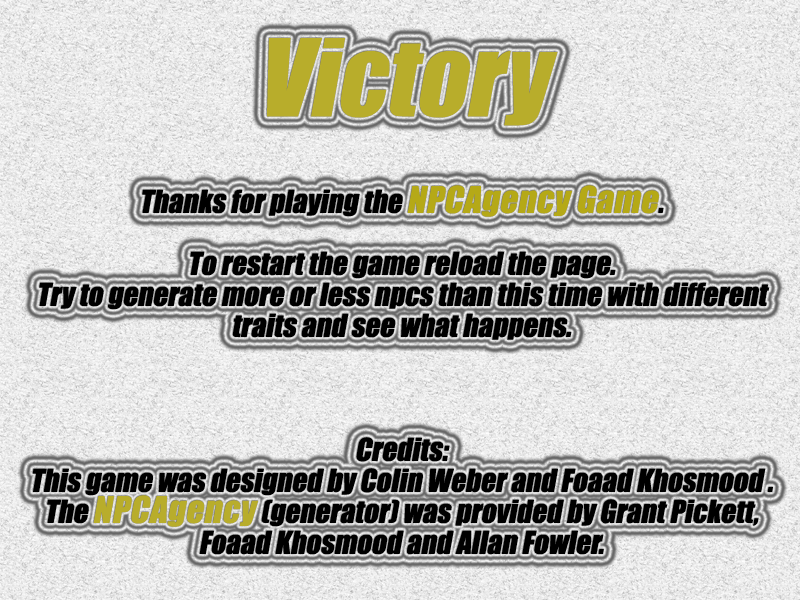 Victory
Thanks for playing the NPCAgency Game.
To restart the game reload the page.
Try to generate more or less npcs than this time with different
traits and see what happens.
Credits:
This game was designed by Colin Weber and Foaad Khosmood .
The NPCAgency (generator) was provided by Grant Pickett,
Foaad Khosmood and Allan Fowler.